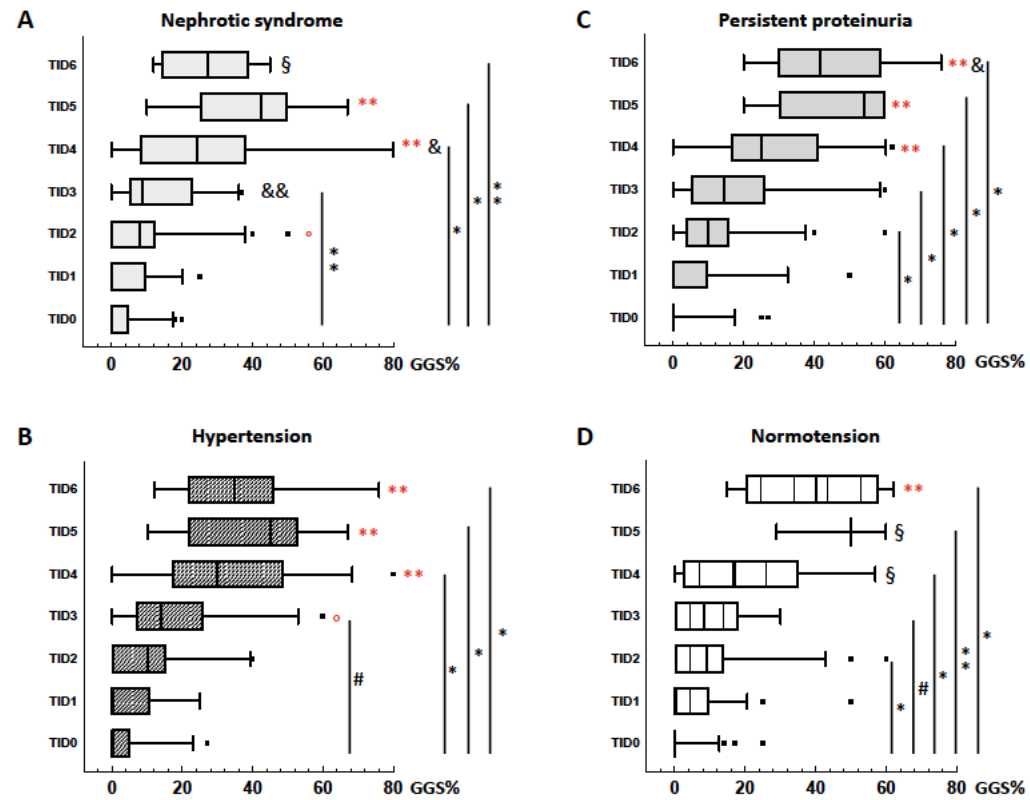 A
Nephrotic syndrome
TID6
§
TID5
**
TID4
** &
TID3
&&
TID2
°
TID1
TID0
*
*
*
*
*
*
0 20 40 60 80 GGS%
C
Persistent proteinuria
TID6
** &
TID5
**
TID4
**
TID3
TID2
TID1
TID0
*
*
*
*
*
0 20 40 60 80 GGS%
B
Hypertension
TID6
**
TID5
**
TID4
**
TID3
°
TID2
TID1
TID0
#
*
*
*
0 20 40 60 80 GGS%
D
Normotension
TID6
**
TID5
§
TID4
§
TID3
TID2
TID1
TID0
*
#
*
*
*
*
0 20 40 60 80 GGS%